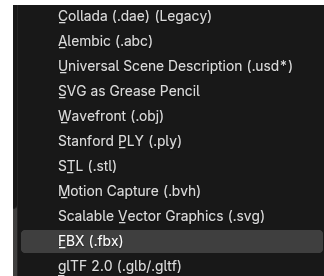 Collada (.dae) (Legacy)
Alembic (.abc)
Universal Scene Description (.usd*)
SVG as Grease Pencil
Wavefront (.obj)
Stanford PLY (.ply)
STL (.stl)
Motion Capture (.bvh)
Scalable Vector Graphics (.svg)
FBX (.fbx)
glTF 2.0 (.glb/.gltf)